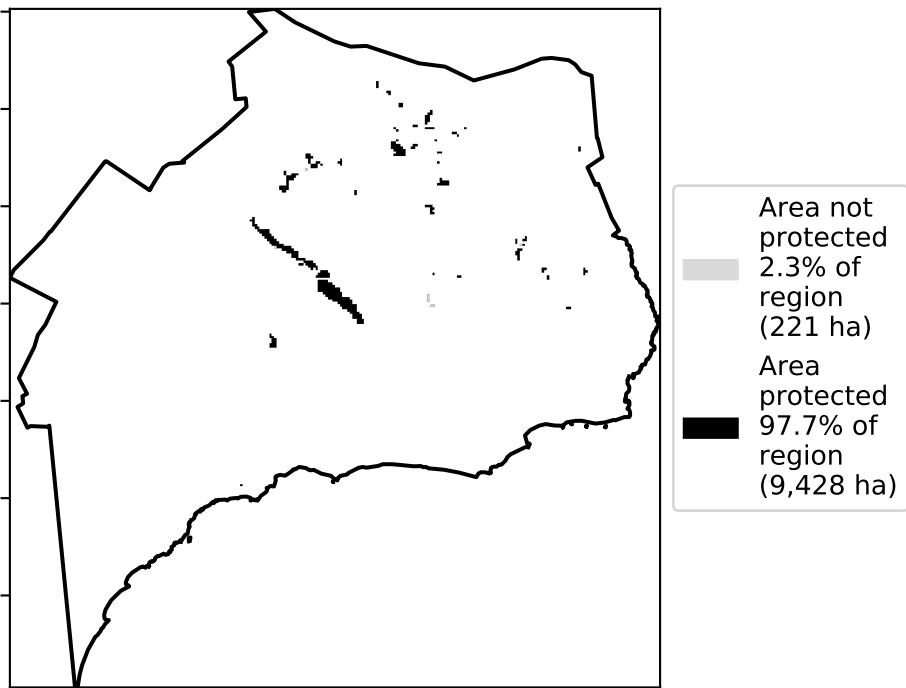 Area not
protected
2.3% of
region
(221 ha)
Area
protected
97.7% of
region
(9,428 ha)